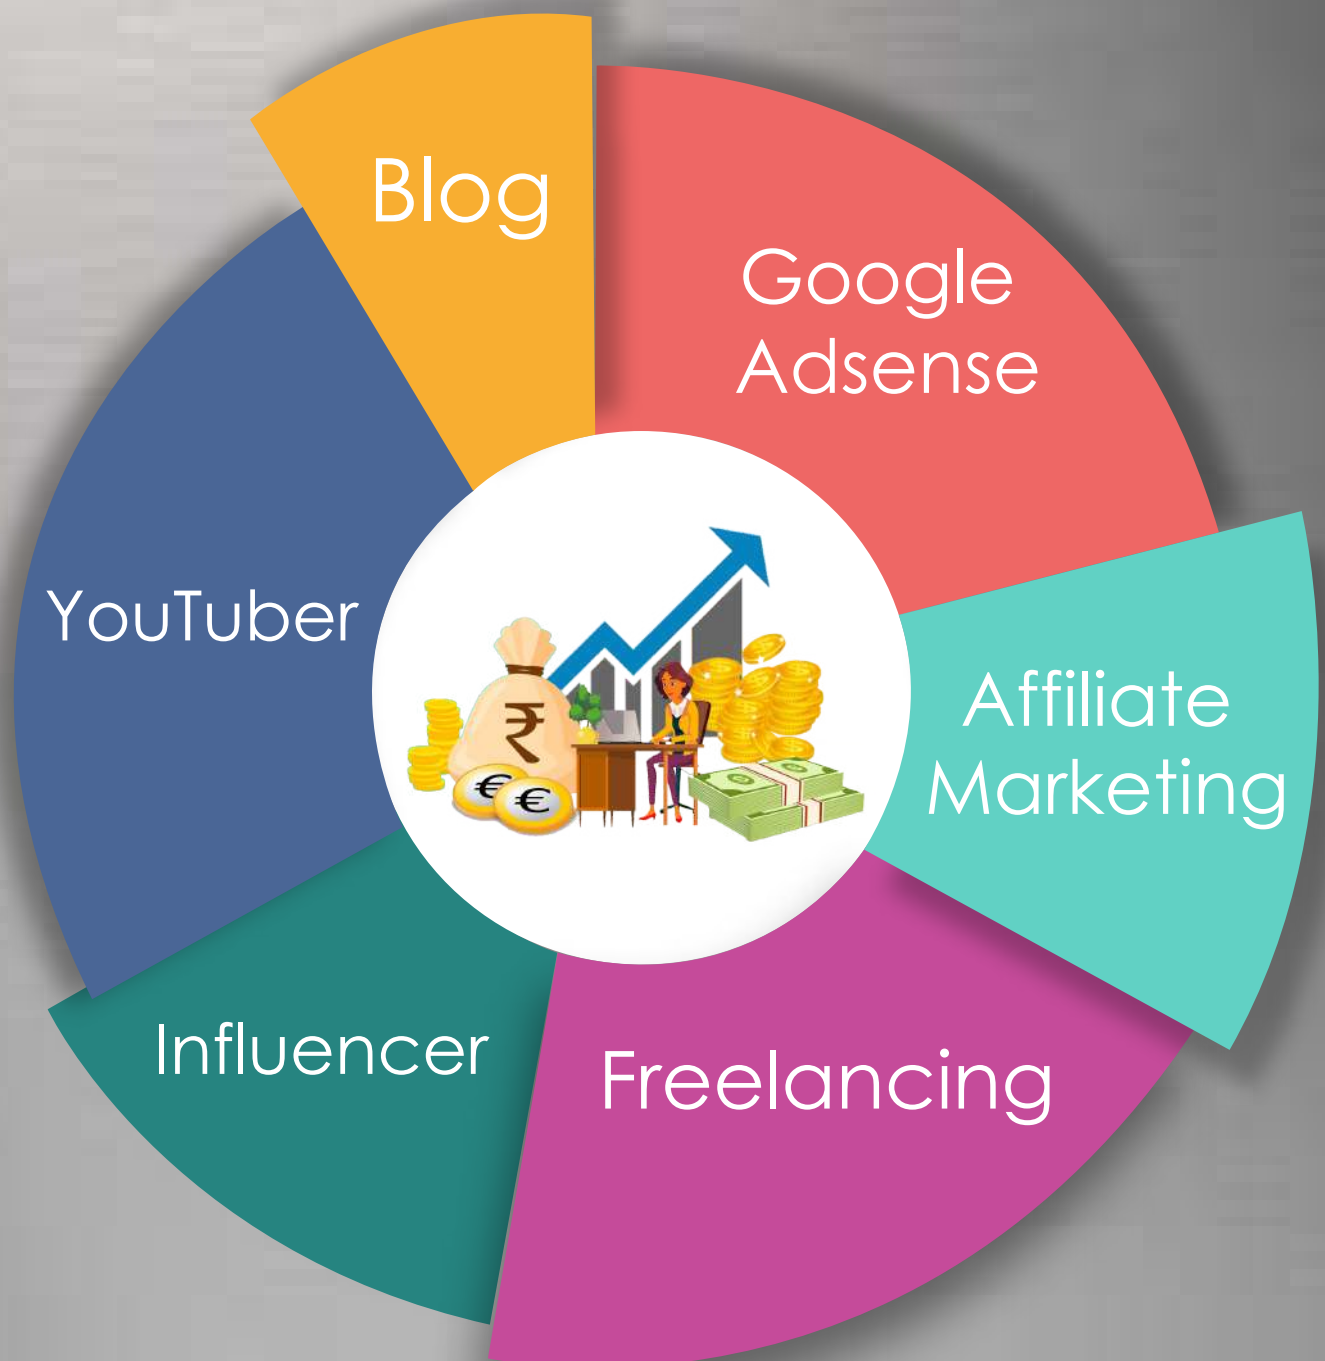 Blog
Google
Adsense
YouTuber
Affiliate
Marketing
Influencer
Freelancing
₹
€
€